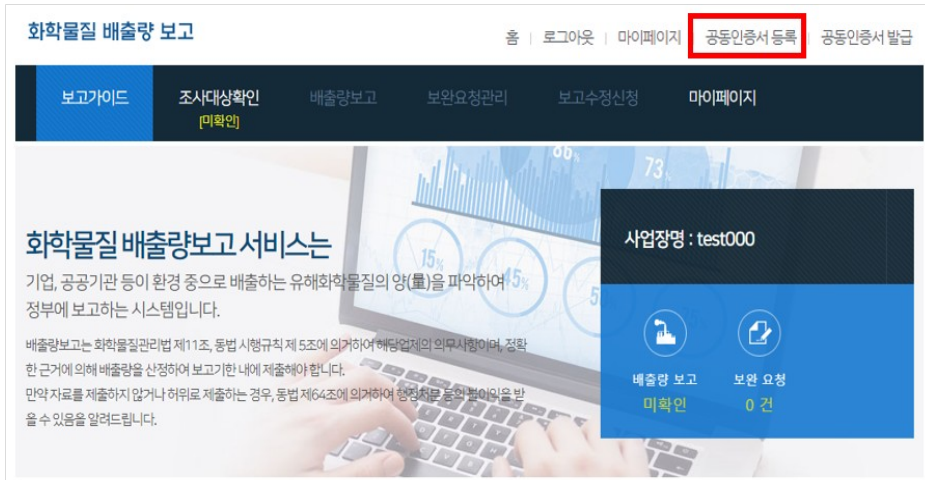 화학물질 배출량 보고
홈 | 로그아웃 | 마이페이지 | 공동인증서 등록 | 공동인증서 발급
보고가이드 조사대상확인 배출량보고 보완요청관리 보고수정신청 마이페이지
[미확인]
86%
73%
15%
45%
화학물질 배출량보고 서비스는
기업, 공공기관 등이 환경 중으로 배출하는 유해화학물질의 양(量)을 파악하여
정부에 보고하는 시스템입니다.
배출량보고는 화학물질관리법 제11조, 동법 시행규칙 제 5조에 의거하여 해당업체의 의무사항이며, 정확
한 근거에 의해 배출량을 산정하여 보고기한 내에 제출해야 합니다.
만약 자료를 제출하지 않거나 허위로 제출하는 경우, 동법 제64조에 의거하여 행정처분 등의 불이익을 받
을 수 있음을 알려드립니다.
사업장명 : test000
배출량 보고 보완 요청
미확인 0 건